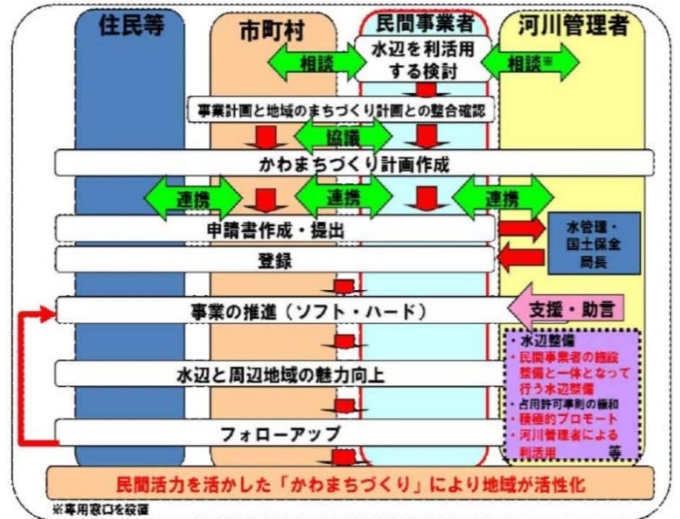 住民等
市町村
民間事業者
河川管理者
相談
水辺を利活用
する検討
相談※
事業計画と地域のまちづくり計画との整合確認
協議
かわまちづくり計画作成
連携
連携
連携
申請書作成・提出
水管理・
国土保全
局長
登録
事業の推進（ソフト・ハード）
支援・助言
・水辺整備
・民間事業者の施設
整備と一体となって
行う水辺整備
・占用許可準則の緩和
・積極的プロモート
・河川管理者による
利活用 等
水辺と周辺地域の魅力向上
フォローアップ
民間活力を活かした「かわまちづくり」により地域が活性化
※専用窓口を設置